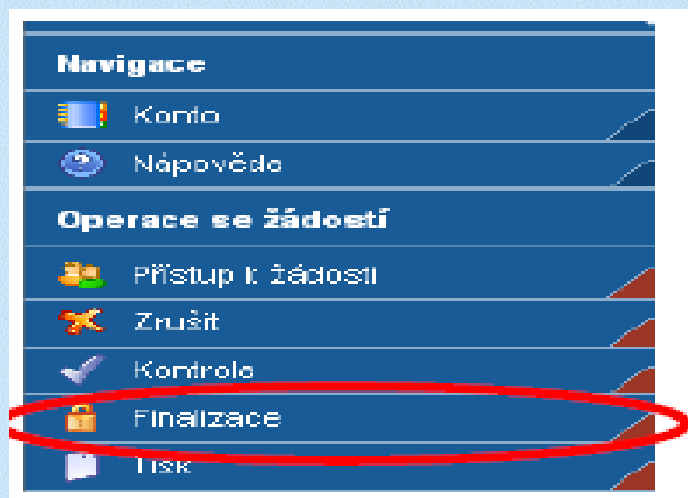 Navigace
Konto
Nápověda
Operace se žádostí
Přístup k žádosti
Zrušit
Kontrola
Finalizace
Tisk